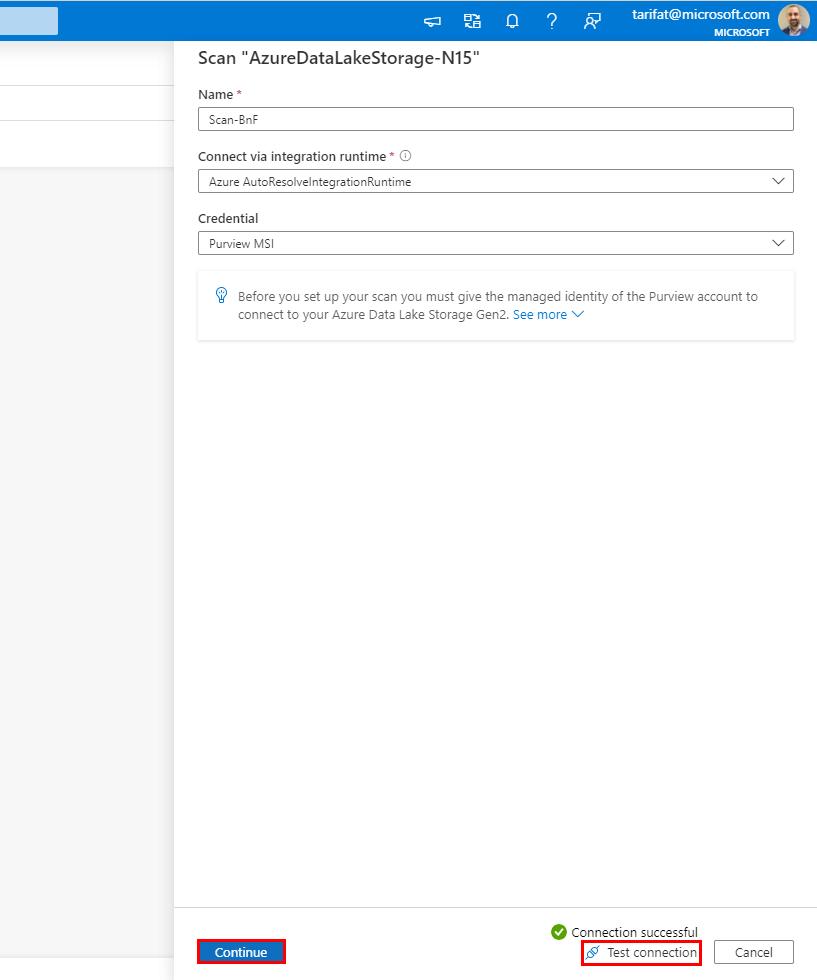 tarifat@microsoft.com
MICROSOFT
Scan "AzureDataLakeStorage-N15"
Name *
Scan-BnF
Connect via integration runtime *
Azure AutoResolveIntegrationRuntime
Credential
Purview MSI
Before you set up your scan you must give the managed identity of the Purview account to
connect to your Azure Data Lake Storage Gen2. See more
Connection successful
Continue
Test connection
Cancel